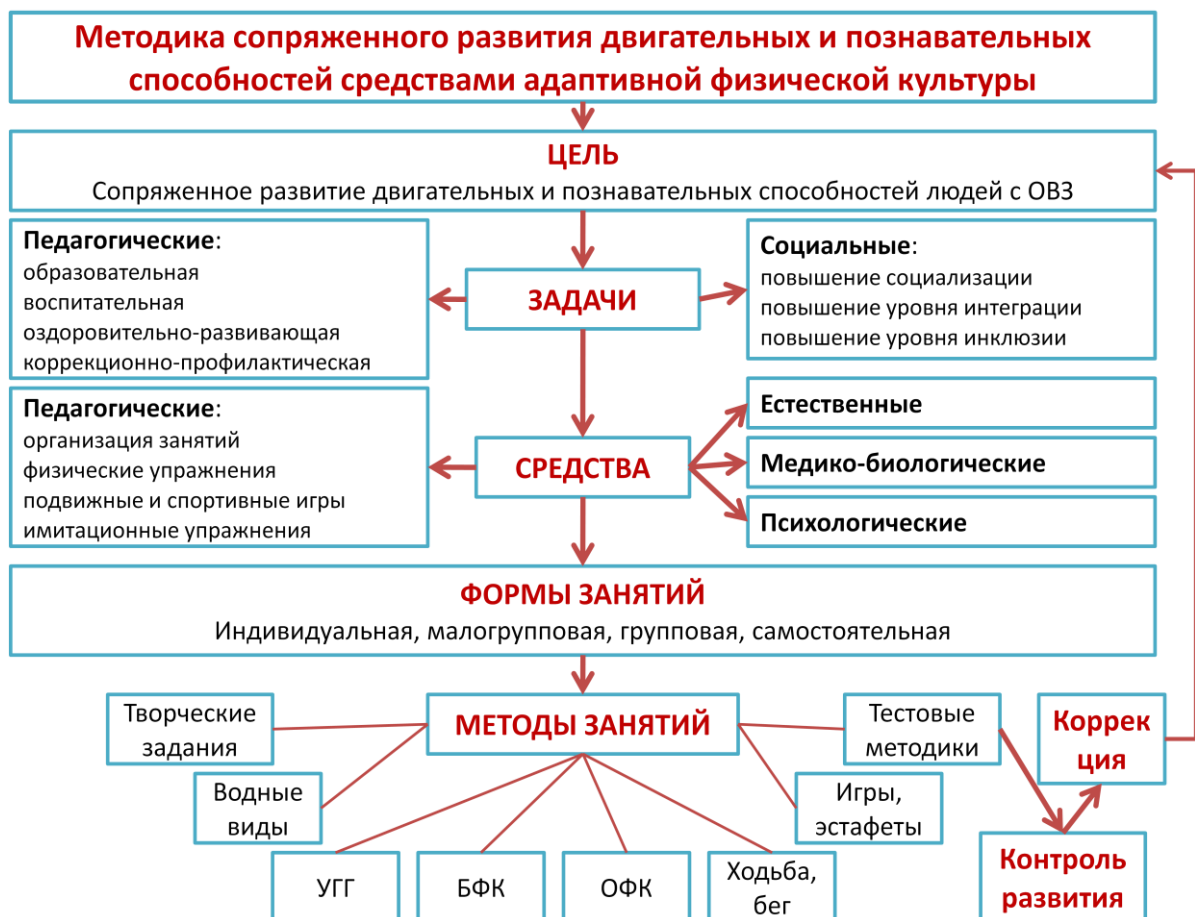 Методика сопряженного развития двигательных и познавательных
способностей средствами адаптивной физической культуры
ЦЕЛЬ
Сопряженное развитие двигательных и познавательных способностей людей с ОВЗ
Педагогические:
образовательная
воспитательная
оздоровительно-развивающая
коррекционно-профилактическая
ЗАДАЧИ
Социальные:
повышение социализации
повышение уровня интеграции
повышение уровня инклюзии
Педагогические:
организация занятий
физические упражнения
подвижные и спортивные игры
имитационные упражнения
СРЕДСТВА
Естественные
Медико-биологические
Психологические
ФОРМЫ ЗАНЯТИЙ
Индивидуальная, малогрупповая, групповая, самостоятельная
Творческие
задания
МЕТОДЫ ЗАНЯТИЙ
Тестовые
методики
Коррек
ция
Водные
виды
Игры,
эстафеты
УГГ
БФК
ОФК
Ходьба,
бег
Контроль
развития